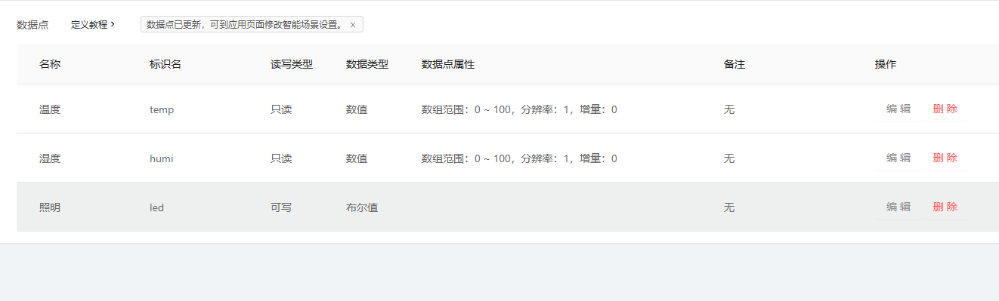 数据点 定义教程 > 数据点已更新，可到应用页面修改智能场景设置。 ×
名称 标识名 读写类型 数据类型 数据点属性 备注 操作
温度 temp 只读 数值 数组范围：0 ~ 100，分辨率：1，增量：0 无 编 辑 删 除
湿度 humi 只读 数值 数组范围：0 ~ 100，分辨率：1，增量：0 无 编 辑 删 除
照明 led 可写 布尔值 无 编 辑 删 除